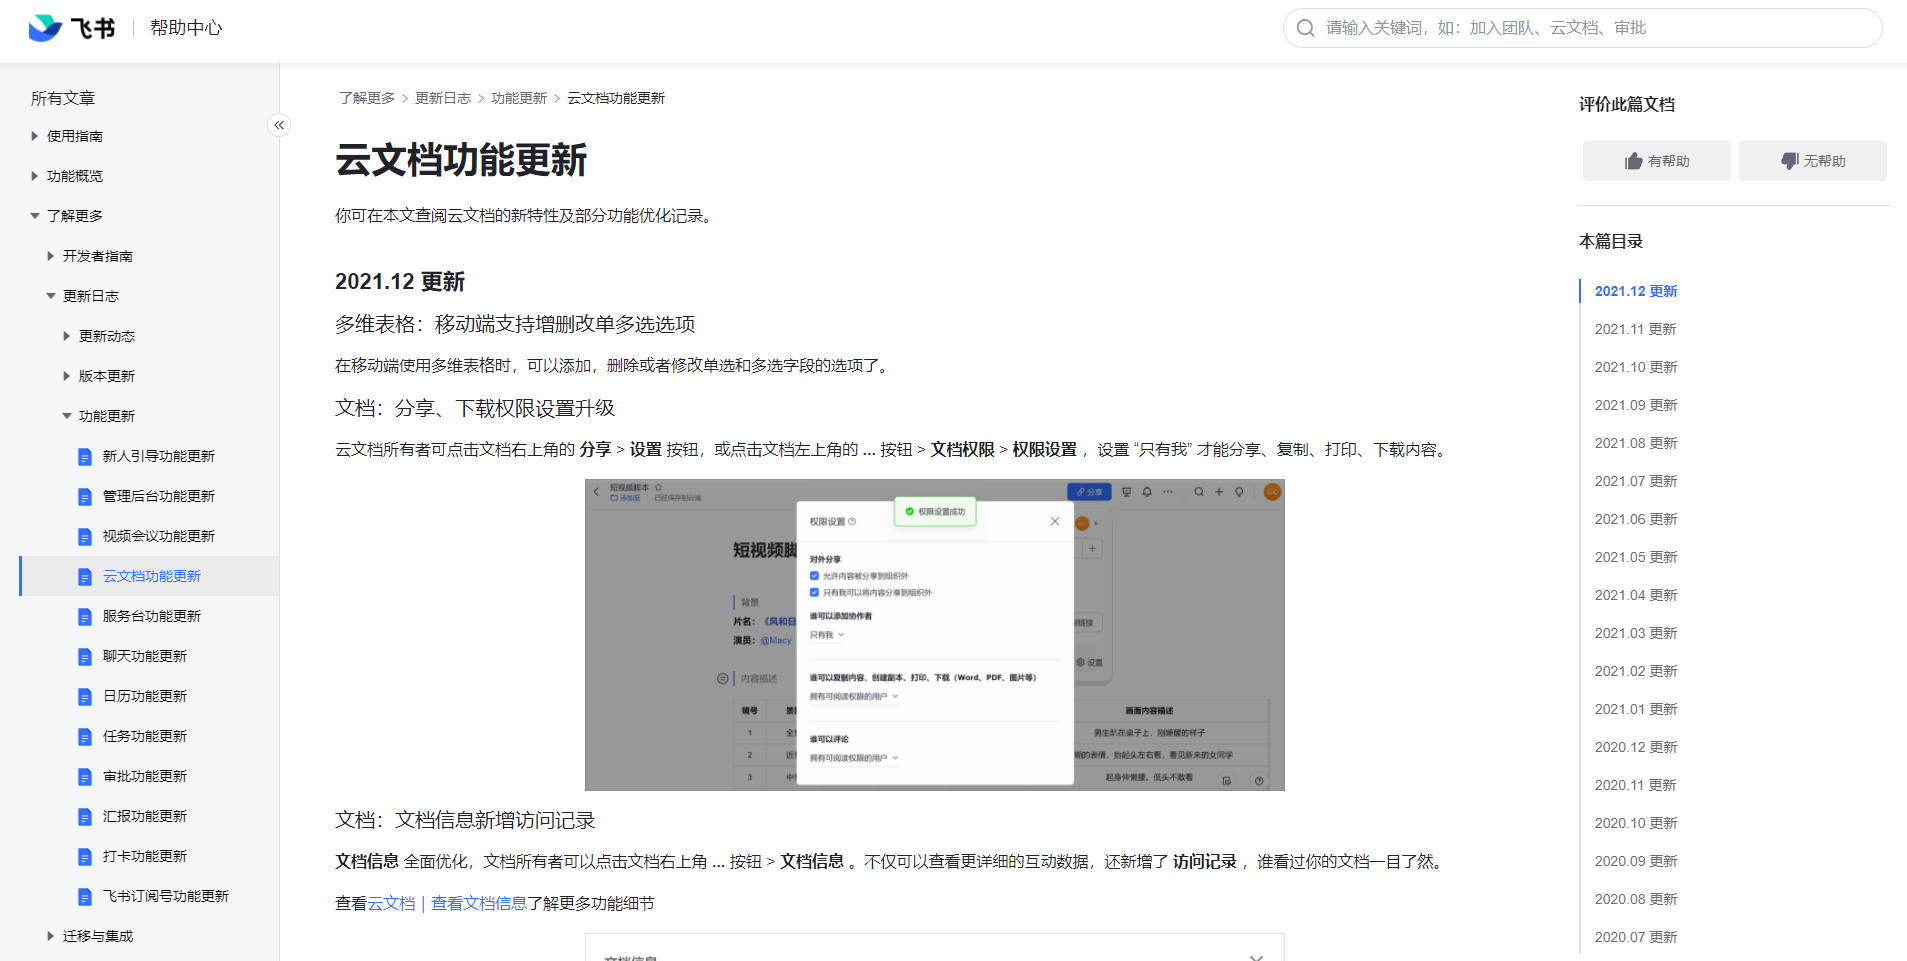 飞书 帮助中心
请输入关键词，如：加入团队、云文档、审批
所有文章
使用指南
功能概览
了解更多
开发者指南
更新日志
更新动态
版本更新
功能更新
新人引导功能更新
管理后台功能更新
视频会议功能更新
云文档功能更新
服务台功能更新
聊天功能更新
日历功能更新
任务功能更新
审批功能更新
汇报功能更新
打卡功能更新
飞书订阅号功能更新
迁移与集成
了解更多 > 更新日志 > 功能更新 > 云文档功能更新
云文档功能更新
你可在本文查阅云文档的新特性及部分功能优化记录。
2021.12 更新
多维表格：移动端支持增删改单多选选项
在移动端使用多维表格时，可以添加，删除或者修改单选和多选字段的选项了。
文档：分享、下载权限设置升级
云文档所有者可点击文档右上角的 分享 > 设置 按钮，或点击文档左上角的 ... 按钮 > 文档权限 > 权限设置 ，设置 “只有我” 才能分享、复制、打印、下载内容。
短视频脚本
添加至 已经保存到云端
分享
权限设置
权限设置成功
短视频脚
对外分享
允许内容被分享到组织外
只有我可以将内容分享到组织外
背景
片名：《风和日
演员：@Macy
谁可以添加协作者
只有我
链接
设置
内容描述
谁可以复制内容、创建副本、打印、下载（Word、PDF、图片等）
拥有可阅读权限的用户
镜号 画面内容描述
1 全 男生趴在桌子上，刚睡醒的样子
谁可以评论
2 近 的表情，抬起头左右看，看见新来的女同学
拥有可阅读权限的用户
3 中 起身伸懒腰。低头不敢看
文档：文档信息新增访问记录
文档信息 全面优化，文档所有者可以点击文档右上角 ... 按钮 > 文档信息 。不仅可以查看更详细的互动数据，还新增了 访问记录 ，谁看过你的文档一目了然。
查看云文档 | 查看文档信息了解更多功能细节
文档信息
评价此篇文档
有帮助 无帮助
本篇目录
2021.12 更新
2021.11 更新
2021.10 更新
2021.09 更新
2021.08 更新
2021.07 更新
2021.06 更新
2021.05 更新
2021.04 更新
2021.03 更新
2021.02 更新
2021.01 更新
2020.12 更新
2020.11 更新
2020.10 更新
2020.09 更新
2020.08 更新
2020.07 更新